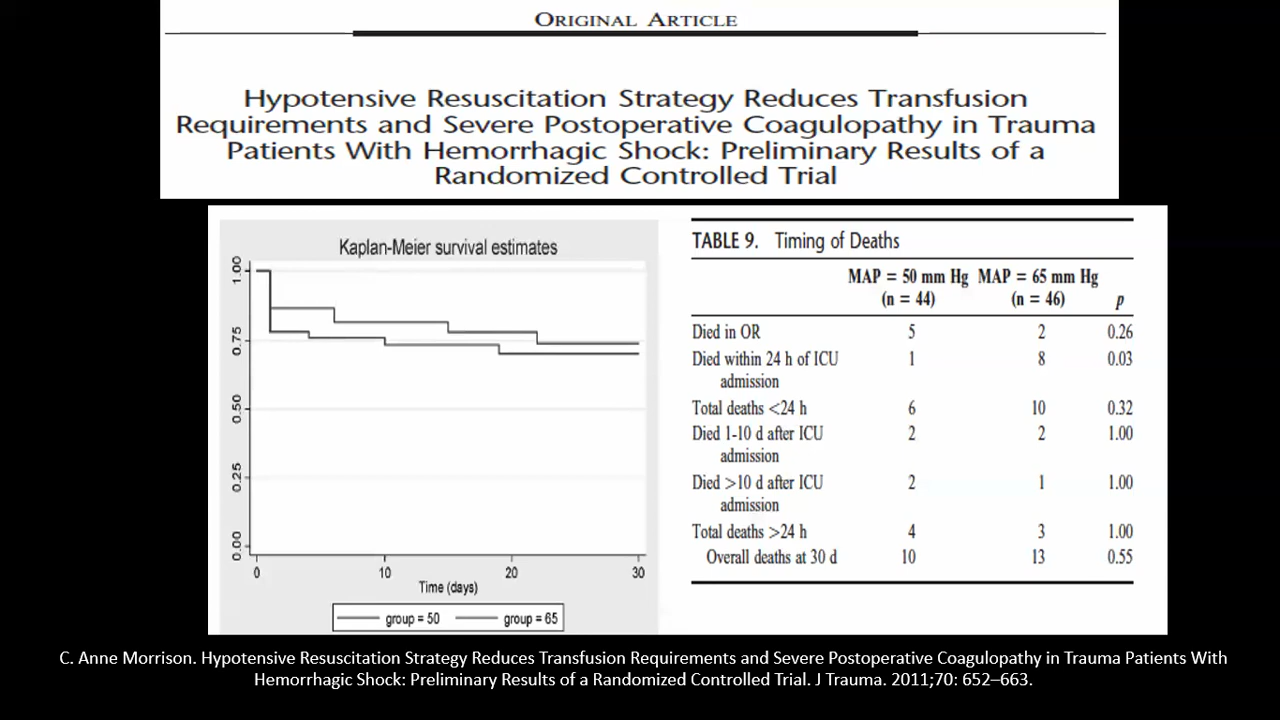 ORIGINAL ARTICLE
Hypotensive Resuscitation Strategy Reduces Transfusion
Requirements and Severe Postoperative Coagulopathy in Trauma
Patients With Hemorrhagic Shock: Preliminary Results of a
Randomized Controlled Trial
Kaplan-Meier survival estimates
1.00
0.75
0.50
0.25
0.00
0 10 20 30
Time (days)
group = 50 group = 65
TABLE 9. Timing of Deaths
MAP = 50 mm Hg MAP = 65 mm Hg
(n = 44) (n = 46) p
Died in OR 5 2 0.26
Died within 24 h of ICU 1 8 0.03
admission
Total deaths <24 h 6 10 0.32
Died 1-10 d after ICU 2 2 1.00
admission
Died >10 d after ICU 2 1 1.00
admission
Total deaths >24 h 4 3 1.00
Overall deaths at 30 d 10 13 0.55
C. Anne Morrison. Hypotensive Resuscitation Strategy Reduces Transfusion Requirements and Severe Postoperative Coagulopathy in Trauma Patients With
Hemorrhagic Shock: Preliminary Results of a Randomized Controlled Trial. J Trauma. 2011;70: 652–663.